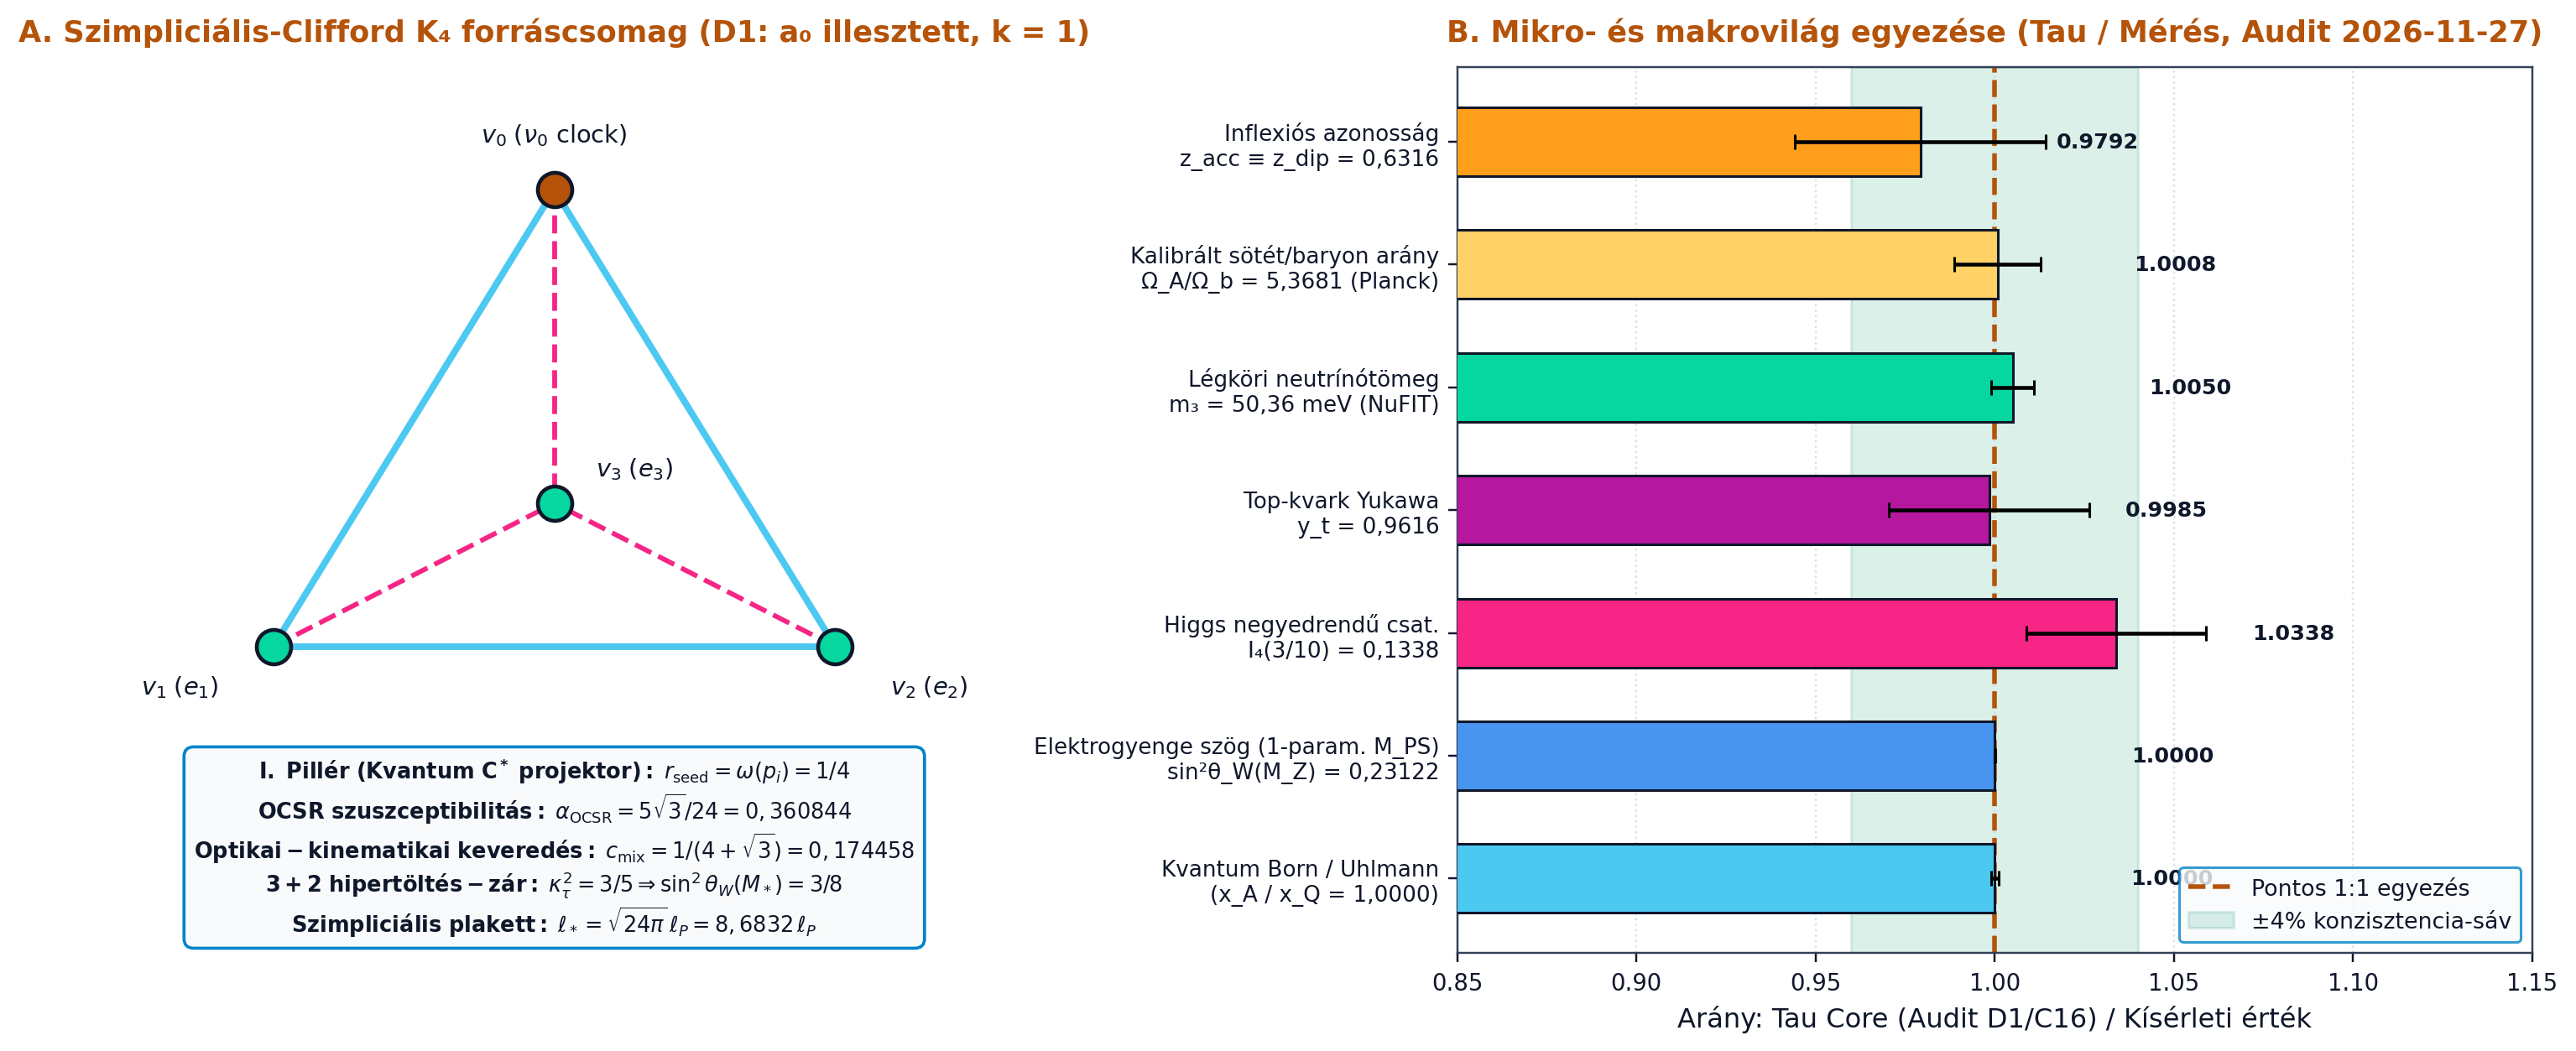 A. Szimpliciális-Clifford K₄ forráscsomag (D1: a₀ illesztett, k = 1)
v₀ (ν₀ clock)
v₃ (e₃)
v₁ (e₁)
v₂ (e₂)
I. Pillér (Kvantum C* projektor): r_seed = ω(p_i) = 1/4
OCSR szuszceptibilitás: α_OCSR = 5√3/24 = 0,360844
Optikai−kinematikai keveredés: c_mix = 1/(4 + √3) = 0,174458
3+2 hipertöltés−zár: κ_τ² = 3/5 ⇒ sin² θ_W(M_*) = 3/8
Szimpliciális plakett: ℓ_* = √24π ℓ_P = 8,6832 ℓ_P
B. Mikro- és makrovilág egyezése (Tau / Mérés, Audit 2026-11-27)
Inflexiós azonosság
z_acc ≡ z_dip = 0,6316
0.9792
Kalibrált sötét/baryon arány
Ω_A/Ω_b = 5,3681 (Planck)
1.0008
Légköri neutrínótömeg
m₃ = 50,36 meV (NuFIT)
1.0050
Top-kvark Yukawa
y_t = 0,9616
0.9985
Higgs negyedrendű csat.
I₄(3/10) = 0,1338
1.0338
Elektrogyenge szög (1-param. M_PS)
sin²θ_W(M_Z) = 0,23122
1.0000
Kvantum Born / Uhlmann
(x_A / x_Q = 1,0000)
1.0000
Pontos 1:1 egyezés
±4% konzisztencia-sáv
0.85 0.90 0.95 1.00 1.05 1.10 1.15
Arány: Tau Core (Audit D1/C16) / Kísérleti érték